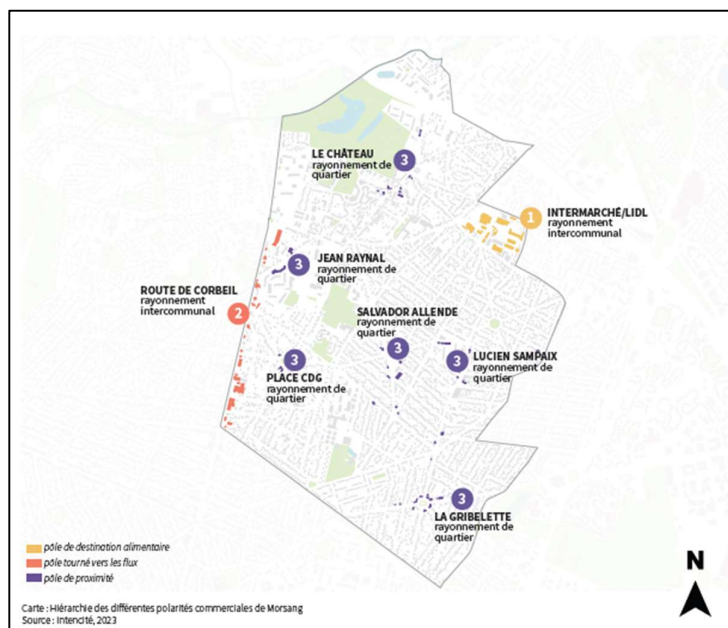 LE CHÂTEAU
rayonnement de
quartier
3
1
INTERMARCHÉ/LIDL
rayonnement
intercommunal
3
JEAN RAYNAL
rayonnement de
quartier
ROUTE DE CORBEIL
rayonnement
intercommunal
2
SALVADOR ALLENDE
rayonnement de
quartier
3
3
LUCIEN SAMPAIX
rayonnement de
quartier
3
PLACE CDG
rayonnement de
quartier
3
LA GRIBELETTE
rayonnement de
quartier
pôle de destination alimentaire
pôle tourné vers les flux
pôle de proximité
N
Carte : Hiérarchie des différentes polarités commerciales de Morsang
Source : Intencité, 2023